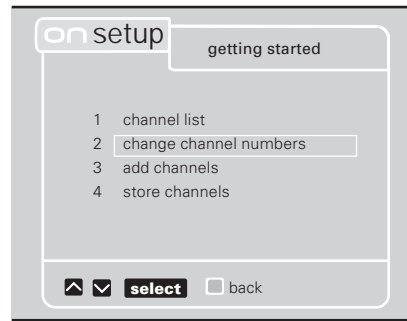 on setup
getting started
1 channel list
2 change channel numbers
3 add channels
4 store channels
select back